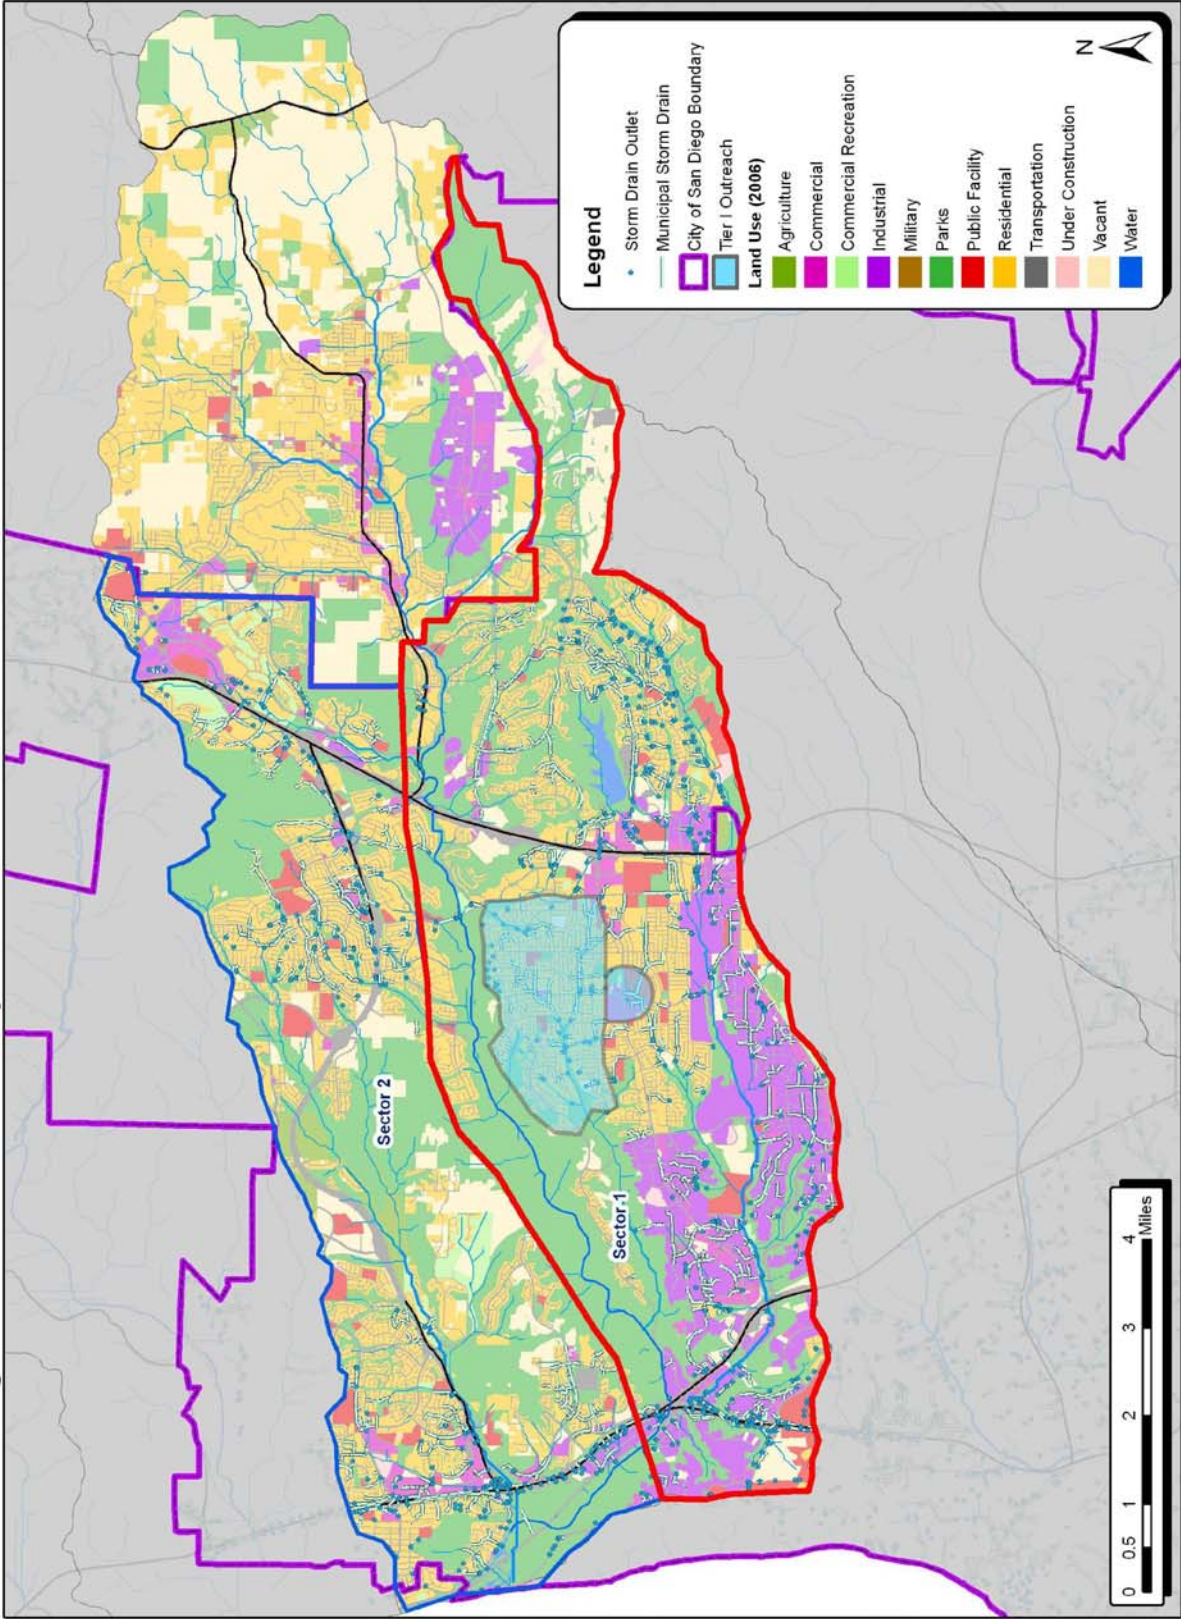 Legend
Storm Drain Outlet
Municipal Storm Drain
City of San Diego Boundary
Tier I Outreach
Land Use (2006)
Agriculture
Commercial
Commercial Recreation
Industrial
Military
Parks
Public Facility
Residential
Transportation
Under Construction
Vacant
Water
N
Sector 2
Sector 1
0 0.5 1 2 3 4
Miles